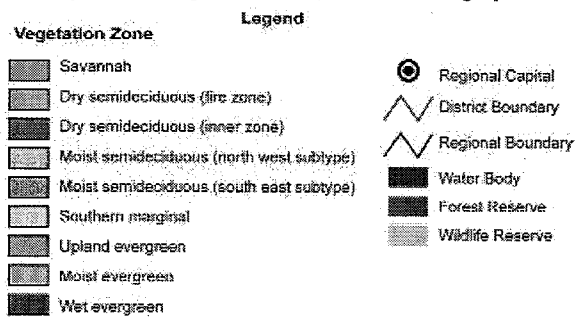 Legend
Vegetation Zone
Savannah
Dry semideciduous (fire zone)
Dry semideciduous (inner zone)
Moist semideciduous (north west subtype)
Moist semideciduous (south east subtype)
Southern marginal
Upland evergreen
Moist evergreen
Wet evergreen
Regional Capital
District Boundary
Regional Boundary
Water Body
Forest Reserve
Wildlife Reserve